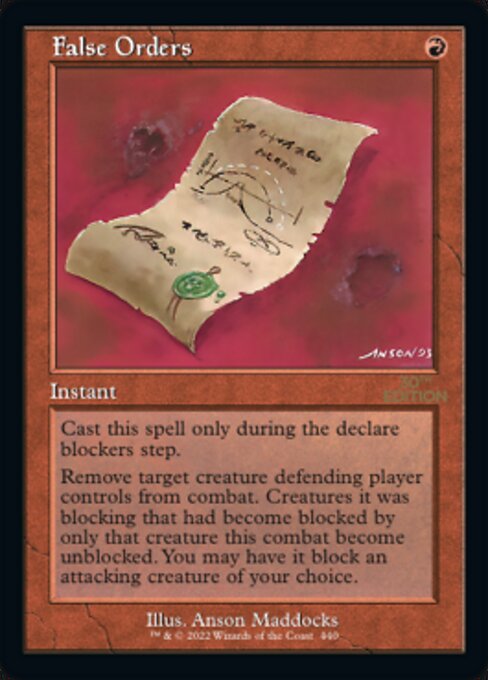 False Orders
ANSON 93
Instant
30TH
EDITION
Cast this spell only during the declare
blockers step.
Remove target creature defending player
controls from combat. Creatures it was
blocking that had become blocked by
only that creature this combat become
unblocked. You may have it block an
attacking creature of your choice.
Illus. Anson Maddocks
™ & © 2022 Wizards of the Coast 440